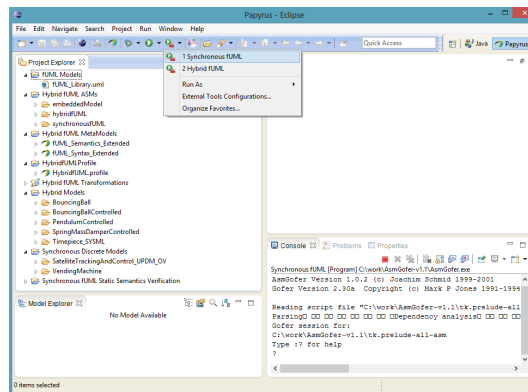 Papyrus - Eclipse
File Edit Navigate Search Project Run Window Help
Quick Access
Java
Papyrus
Project Explorer
1 Synchronous fUML
2 Hybrid fUML
Run As
External Tools Configurations...
Organize Favorites...
fUML Models
fUML_Library.uml
Hybrid fUML ASMs
embeddedModel
hybridfUML
synchronousfUML
Hybrid fUML MetaModels
fUML_Semantics_Extended
fUML_Syntax_Extended
HybridfUMLProfile
HybridfUML.profile
Hybrid fUML Transformations
Hybrid Models
BouncingBall
BouncingBallControlled
PendulumControlled
SpringMassDamperControlled
Timepiece_SYSML
Synchronous Discrete Models
SatelliteTrackingAndControl_UPDM_OV
VendingMachine
Synchronous fUML Static Semantics Verification
Model Explorer
No Model Available
Console Problems Properties
Synchronous fUML [Program] C:\work\AsmGofer-v1.1\AsmGofer.exe
AsmGofer Version 1.0.2 (c) Joachim Schmid 1999-2001
Gofer Version 2.30a Copyright (c) Mark P Jones 1991-1994
Reading script file "C:\work\AsmGofer-v1.1\tk.prelude-all
Parsing□ □□ □□ □□ □□ □□ □Dependency analysis□ □□ □□
Gofer session for:
C:\work\AsmGofer-v1.1\tk.prelude-all-asm
Type :? for help
?
0 items selected